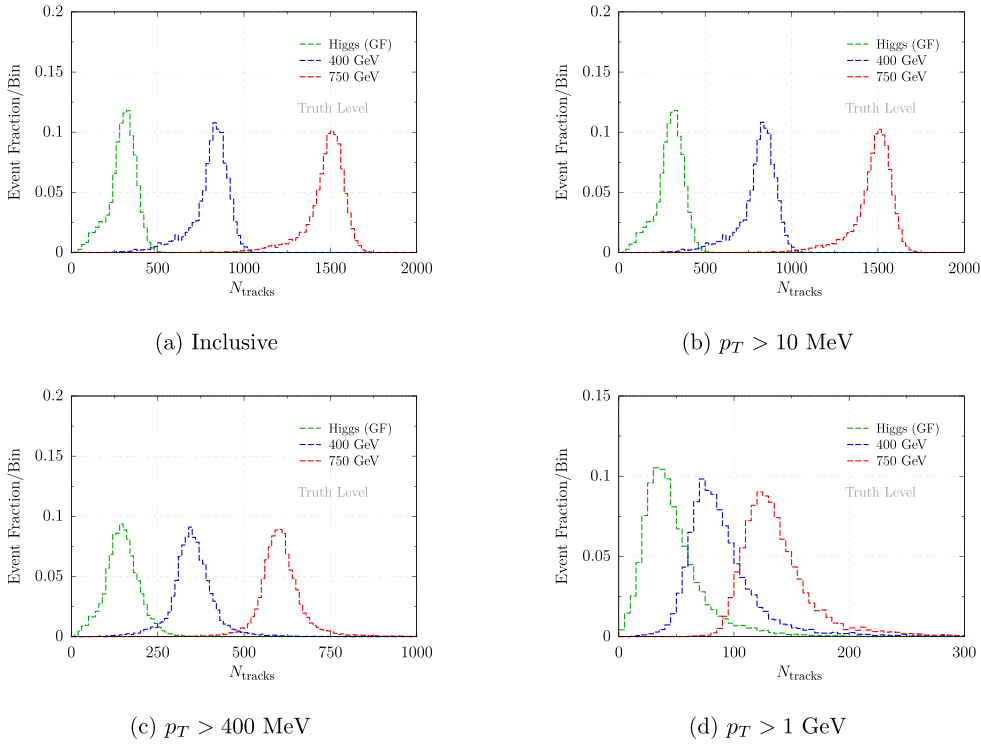 0.2
0.15
0.1
0.05
0
Event Fraction/Bin
Higgs (GF)
400 GeV
750 GeV
Truth Level
0 500 1000 1500 2000
N_tracks
(a) Inclusive
0.2
0.15
0.1
0.05
0
Event Fraction/Bin
Higgs (GF)
400 GeV
750 GeV
Truth Level
0 500 1000 1500 2000
N_tracks
(b) p_T > 10 MeV
0.2
0.15
0.1
0.05
0
Event Fraction/Bin
Higgs (GF)
400 GeV
750 GeV
Truth Level
0 250 500 750 1000
N_tracks
(c) p_T > 400 MeV
0.15
0.1
0.05
0
Event Fraction/Bin
Higgs (GF)
400 GeV
750 GeV
Truth Level
0 100 200 300
N_tracks
(d) p_T > 1 GeV